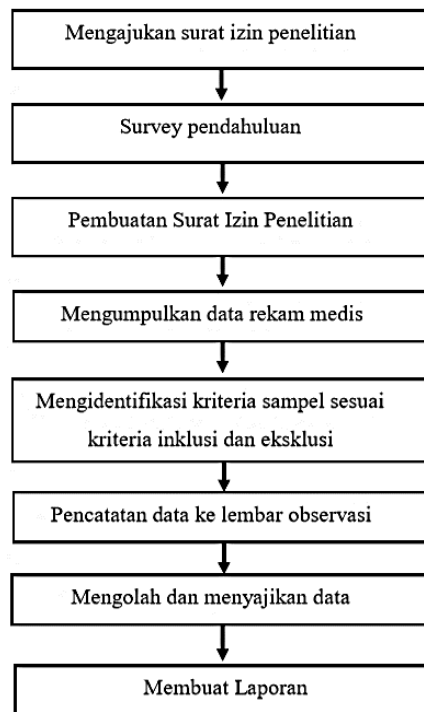 Mengajukan surat izin penelitian
Survey pendahuluan
Pembuatan Surat Izin Penelitian
Mengumpulkan data rekam medis
Mengidentifikasi kriteria sampel sesuai
kriteria inklusi dan eksklusi
Pencatatan data ke lembar observasi
Mengolah dan menyajikan data
Membuat Laporan